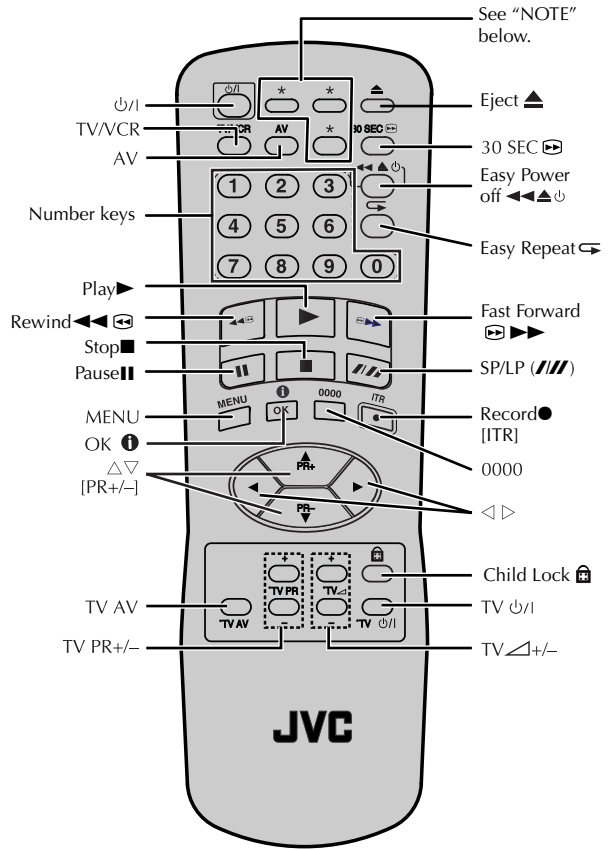 See “NOTE”
below.
⏻/I
* *
⏏
⏻/I
Eject ⏏
TV/VCR
TV/VCR AV * 30 SEC
30 SEC
AV
◄◄ ⏏ ⏻
Easy Power
off ◄◄ ⏏ ⏻
1 2 3
Number keys
4 5 6
Easy Repeat
7 8 9 0
Play►
Rewind◄◄
Fast Forward
►►
Stop■
Pause❚❚
SP/LP (▮/▮▮)
MENU OK 0000 ITR
MENU
Record●
[ITR]
OK ℹ
0000
△▽
[PR+/–]
PR+
◄ ►
PR–
◁ ▷
+ +
TV PR TV
Child Lock
TV AV
TV AV – – TV ⏻/I
TV ⏻/I
TV PR+/–
TV+/–
JVC